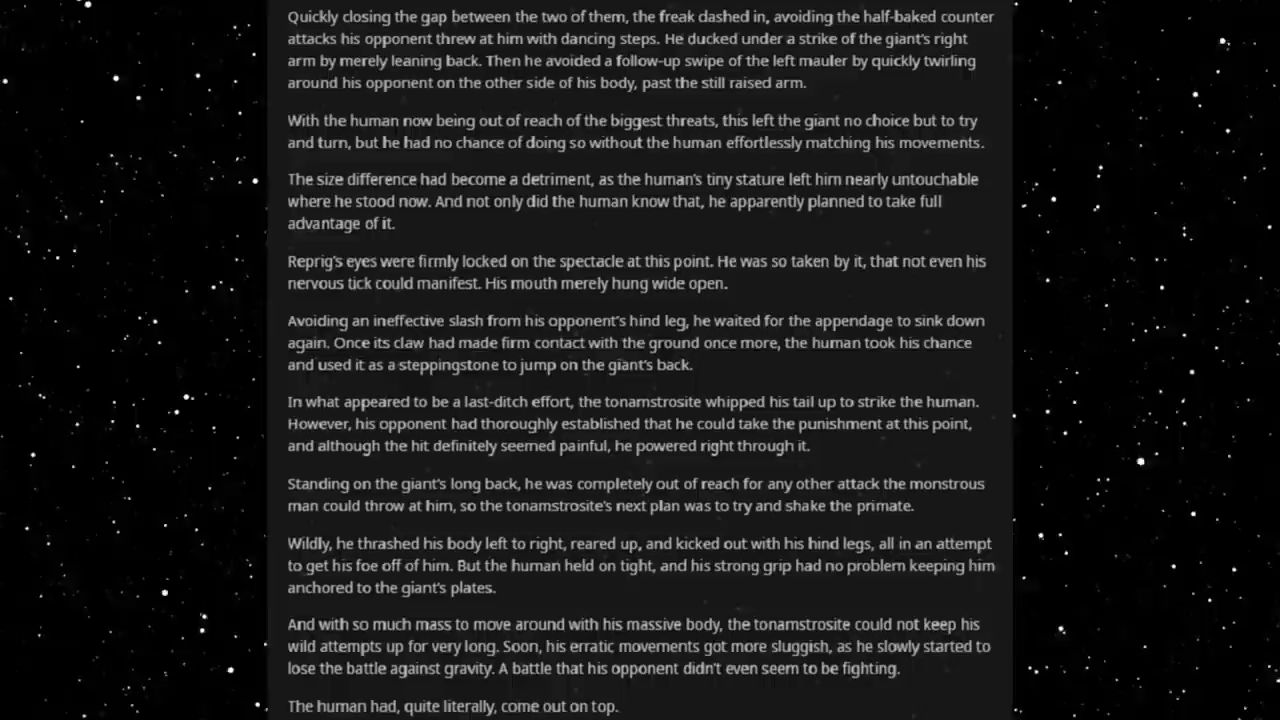 Quickly closing the gap between the two of them, the freak dashed in, avoiding the half-baked counter
attacks his opponent threw at him with dancing steps. He ducked under a strike of the giant's right
arm by merely leaning back. Then he avoided a follow-up swipe of the left mauler by quickly twirling
around his opponent on the other side of his body, past the still raised arm.
With the human now being out of reach of the biggest threats, this left the giant no choice but to try
and turn, but he had no chance of doing so without the human effortlessly matching his movements.
The size difference had become a detriment, as the human's tiny stature left him nearly untouchable
where he stood now. And not only did the human know that, he apparently planned to take full
advantage of it.
Reprig's eyes were firmly locked on the spectacle at this point. He was so taken by it, that not even his
nervous tick could manifest. His mouth merely hung wide open.
Avoiding an ineffective slash from his opponent's hind leg, he waited for the appendage to sink down
again. Once its claw had made firm contact with the ground once more, the human took his chance
and used it as a steppingstone to jump on the giant's back.
In what appeared to be a last-ditch effort, the tonamstrosite whipped his tail up to strike the human.
However, his opponent had thoroughly established that he could take the punishment at this point,
and although the hit definitely seemed painful, he powered right through it.
Standing on the giant's long back, he was completely out of reach for any other attack the monstrous
man could throw at him, so the tonamstrosite's next plan was to try and shake the primate.
Wildly, he thrashed his body left to right, reared up, and kicked out with his hind legs, all in an attempt
to get his foe off of him. But the human held on tight, and his strong grip had no problem keeping him
anchored to the giant's plates.
And with so much mass to move around with his massive body, the tonamstrosite could not keep his
wild attempts up for very long. Soon, his erratic movements got more sluggish, as he slowly started to
lose the battle against gravity. A battle that his opponent didn't even seem to be fighting.
The human had, quite literally, come out on top.